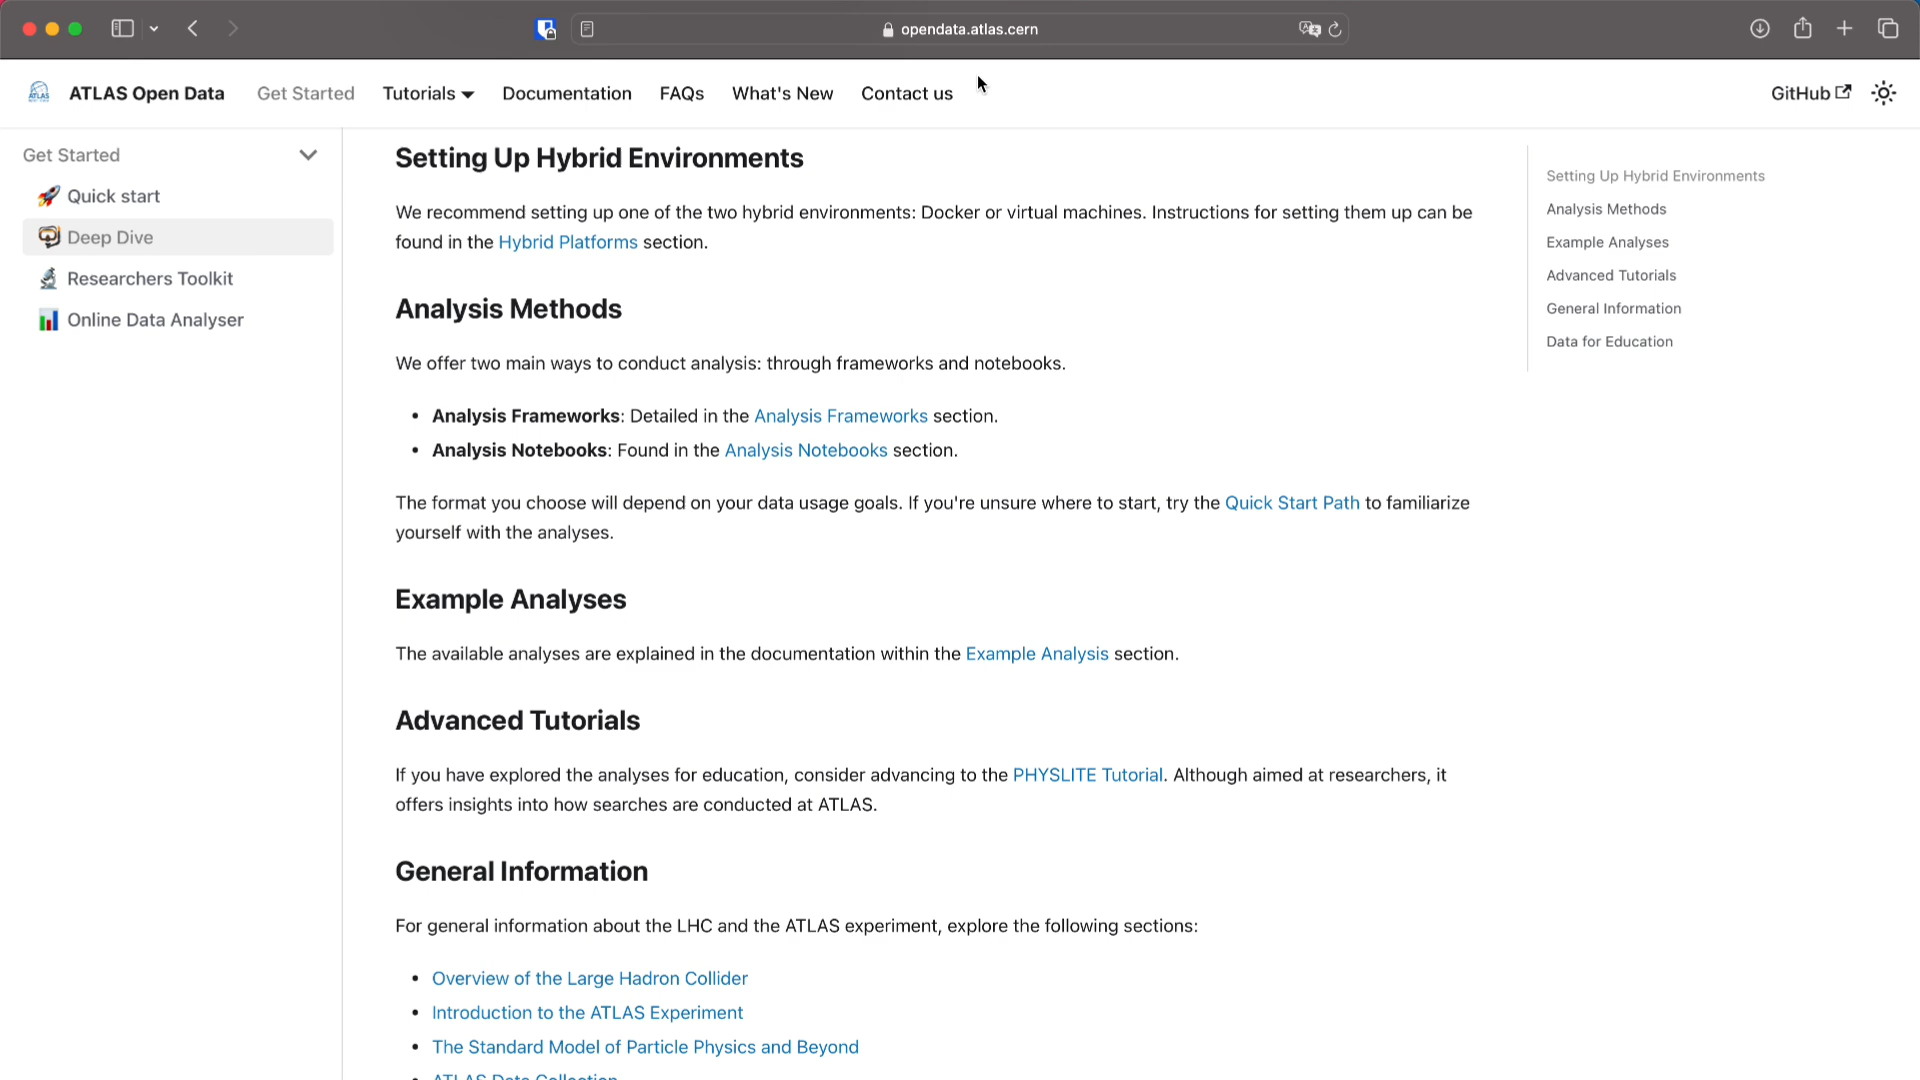 opendata.atlas.cern
ATLAS Open Data Get Started Tutorials Documentation FAQs What's New Contact us GitHub
Get Started
Quick start
Deep Dive
Researchers Toolkit
Online Data Analyser
Setting Up Hybrid Environments
We recommend setting up one of the two hybrid environments: Docker or virtual machines. Instructions for setting them up can be
found in the Hybrid Platforms section.
Analysis Methods
We offer two main ways to conduct analysis: through frameworks and notebooks.
• Analysis Frameworks: Detailed in the Analysis Frameworks section.
• Analysis Notebooks: Found in the Analysis Notebooks section.
The format you choose will depend on your data usage goals. If you're unsure where to start, try the Quick Start Path to familiarize
yourself with the analyses.
Example Analyses
The available analyses are explained in the documentation within the Example Analysis section.
Advanced Tutorials
If you have explored the analyses for education, consider advancing to the PHYSLITE Tutorial. Although aimed at researchers, it
offers insights into how searches are conducted at ATLAS.
General Information
For general information about the LHC and the ATLAS experiment, explore the following sections:
• Overview of the Large Hadron Collider
• Introduction to the ATLAS Experiment
• The Standard Model of Particle Physics and Beyond
• ATLAS Data Collection
Setting Up Hybrid Environments
Analysis Methods
Example Analyses
Advanced Tutorials
General Information
Data for Education